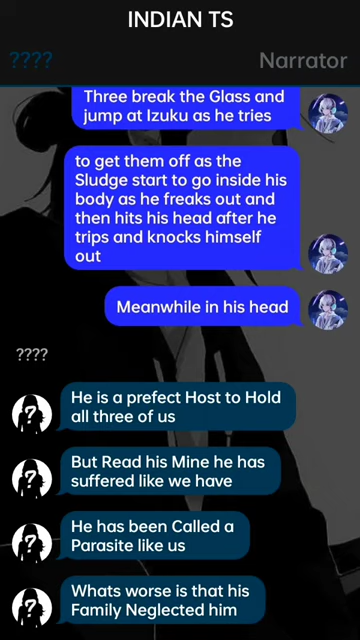 INDIAN TS
????
Narrator
Three break the Glass and
jump at Izuku as he tries
to get them off as the
Sludge start to go inside his
body as he freaks out and
then hits his head after he
trips and knocks himself
out
Meanwhile in his head
????
He is a prefect Host to Hold
all three of us
But Read his Mine he has
suffered like we have
He has been Called a
Parasite like us
Whats worse is that his
Family Neglected him